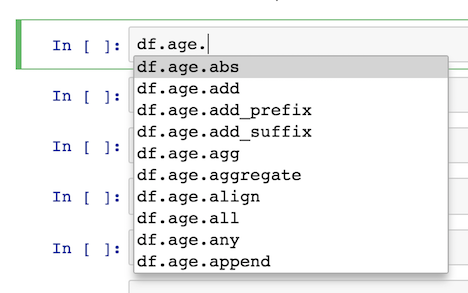 In [ ]: df.age.
df.age.abs
In [ ]:
df.age.add
df.age.add_prefix
df.age.add_suffix
In [ ]:
df.age.agg
df.age.aggregate
In [ ]:
df.age.align
df.age.all
In [ ]:
df.age.any
df.age.append